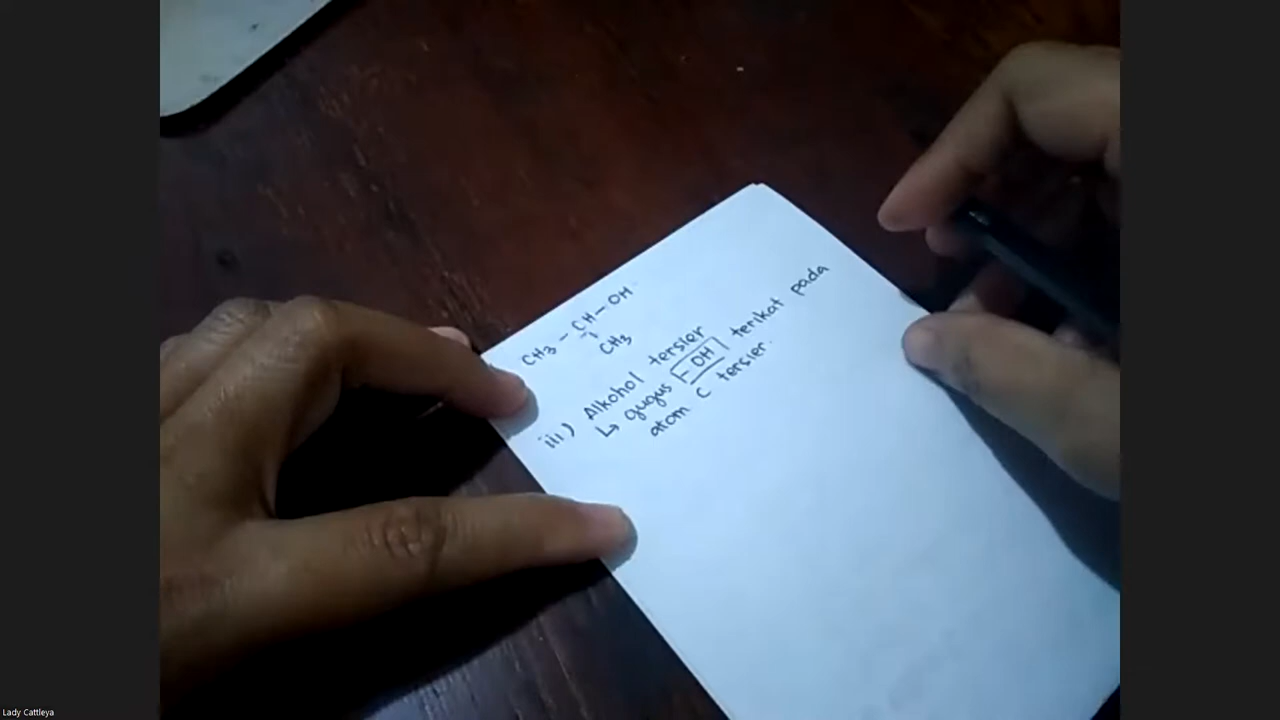 CH3 - CH - OH
CH3
iii) Alkohol tersier
↳ gugus - OH terikat pada
atom C tersier.
Lady Cattleya